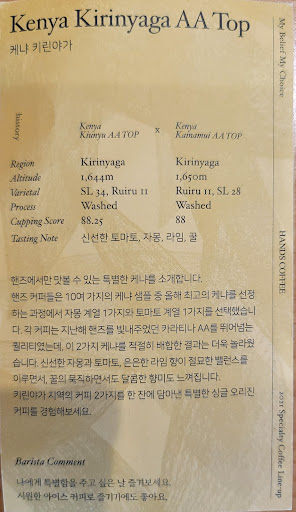 Kenya Kirinyaga AA Top
케냐 키린야가
history
Kenya
Kiunyu AA TOP
x
Kenya
Kainamui AA TOP
Region Kirinyaga Kirinyaga
Altitude 1,644m 1,650m
Varietal SL 34, Ruiru 11 Ruiru 11, SL 28
Process Washed Washed
Cupping Score 88.25 88
Tasting Note 신선한 토마토, 자몽, 라임, 꿀
핸즈에서만 맛볼 수 있는 특별한 케냐를 소개합니다.
핸즈 커피들은 10여 가지의 케냐 샘플 중 올해 최고의 케냐를 선정
하는 과정에서 자몽 계열 1가지와 토마토 계열 1가지를 선택했습니
다. 각 커피는 지난해 핸즈를 빛내주었던 카라티나 AA를 뛰어넘는
퀄리티였는데, 이 2가지를 적절히 배합한 결과는 더욱 놀라웠
습니다. 신선한 자몽과 토마토, 은은한 라임 향이 절묘한 밸런스를
이루면서, 꿀의 묵직하면서도 달콤한 향미도 느껴집니다.
키린야가 지역의 커피 2가지를 한 잔에 담아낸 특별한 싱글 오리진
커피를 경험해보세요.
Barista Comment
나에게 특별함을 주고 싶은 날 즐겨보세요.
시원한 아이스 커피로 즐기기에도 좋아요.
My Belief My Choice
HANDS COFFEE
2021 Specialty Coffee Line-up